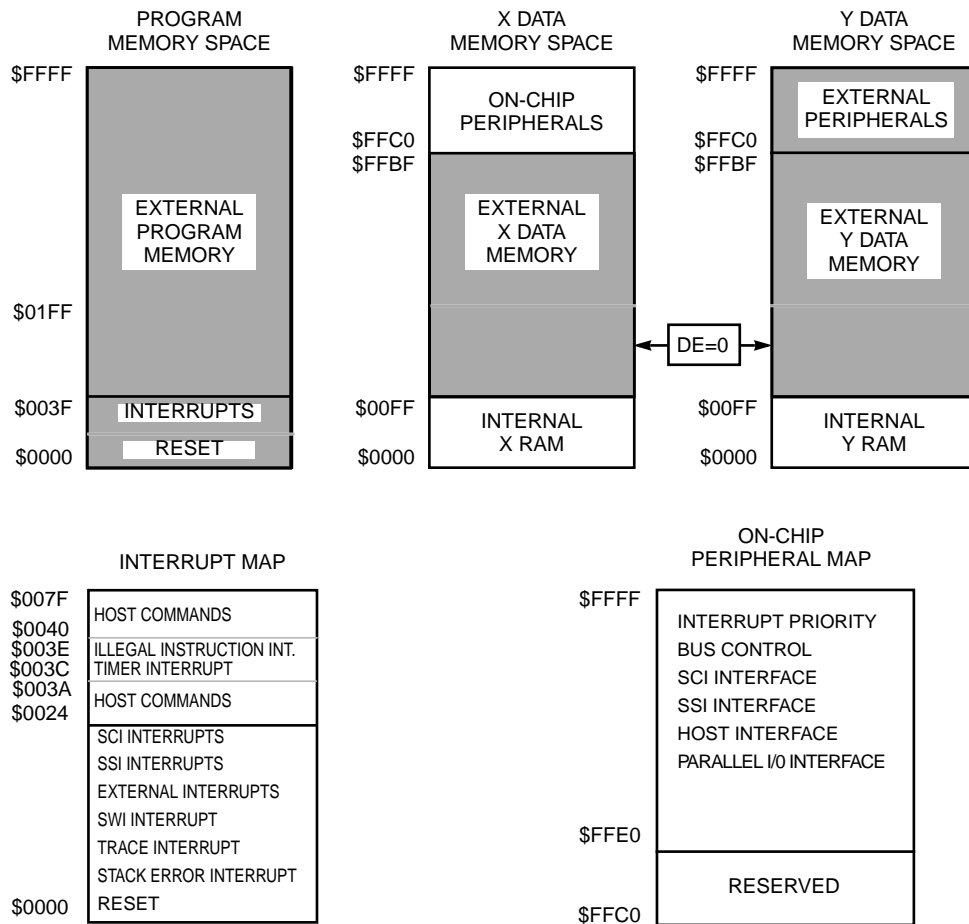 PROGRAM
MEMORY SPACE
$FFFF
EXTERNAL
PROGRAM
MEMORY
$01FF
$003F
INTERRUPTS
RESET
$0000
X DATA
MEMORY SPACE
$FFFF
ON-CHIP
PERIPHERALS
$FFC0
$FFBF
EXTERNAL
X DATA
MEMORY
$00FF
INTERNAL
X RAM
$0000
DE=0
Y DATA
MEMORY SPACE
$FFFF
EXTERNAL
PERIPHERALS
$FFC0
$FFBF
EXTERNAL
Y DATA
MEMORY
$00FF
INTERNAL
Y RAM
$0000
INTERRUPT MAP
$007F
HOST COMMANDS
$0040
$003E ILLEGAL INSTRUCTION INT.
$003C TIMER INTERRUPT
$003A
HOST COMMANDS
$0024
SCI INTERRUPTS
SSI INTERRUPTS
EXTERNAL INTERRUPTS
SWI INTERRUPT
TRACE INTERRUPT
STACK ERROR INTERRUPT
$0000 RESET
ON-CHIP
PERIPHERAL MAP
$FFFF
INTERRUPT PRIORITY
BUS CONTROL
SCI INTERFACE
SSI INTERFACE
HOST INTERFACE
PARALLEL I/0 INTERFACE
$FFE0
RESERVED
$FFC0